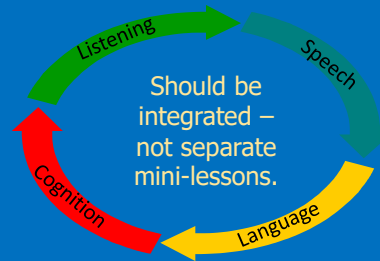 Listening
Speech
Should be
integrated –
not separate
mini-lessons.
Cognition
Language